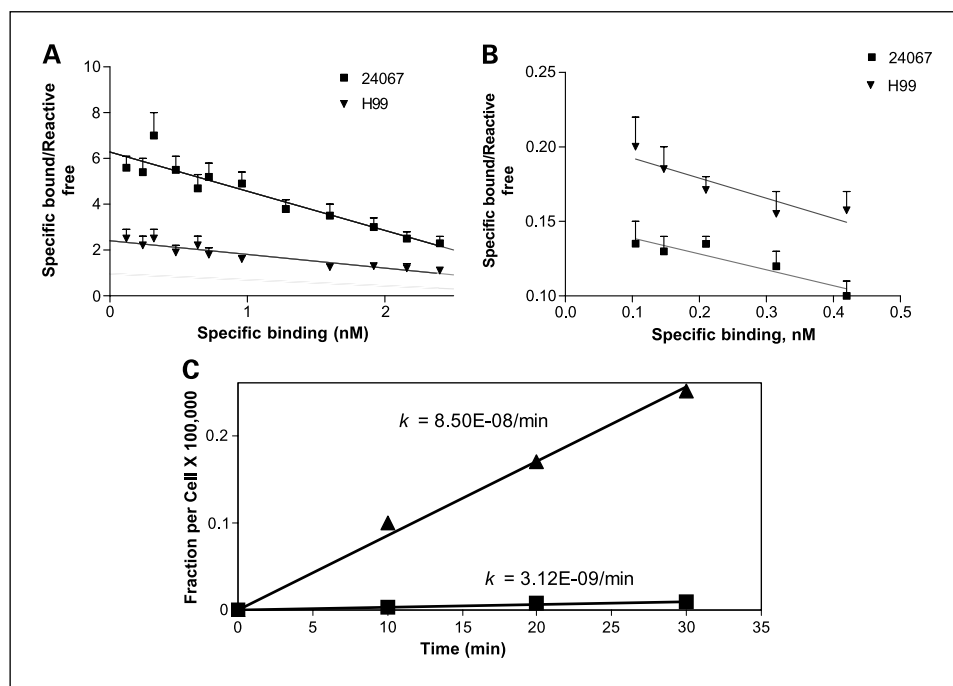 A
Specific bound/Reactive
free
10
8
6
4
2
0
0
1
2
Specific binding (nM)
24067
H99
B
Specific bound/Reactive
free
0.25
0.20
0.15
0.10
0.0
0.1
0.2
0.3
0.4
0.5
Specific binding, nM
24067
H99
C
Fraction per Cell X 100,000
0.2
0.1
0
0
5
10
15
20
25
30
35
Time (min)
k = 8.50E-08/min
k = 3.12E-09/min